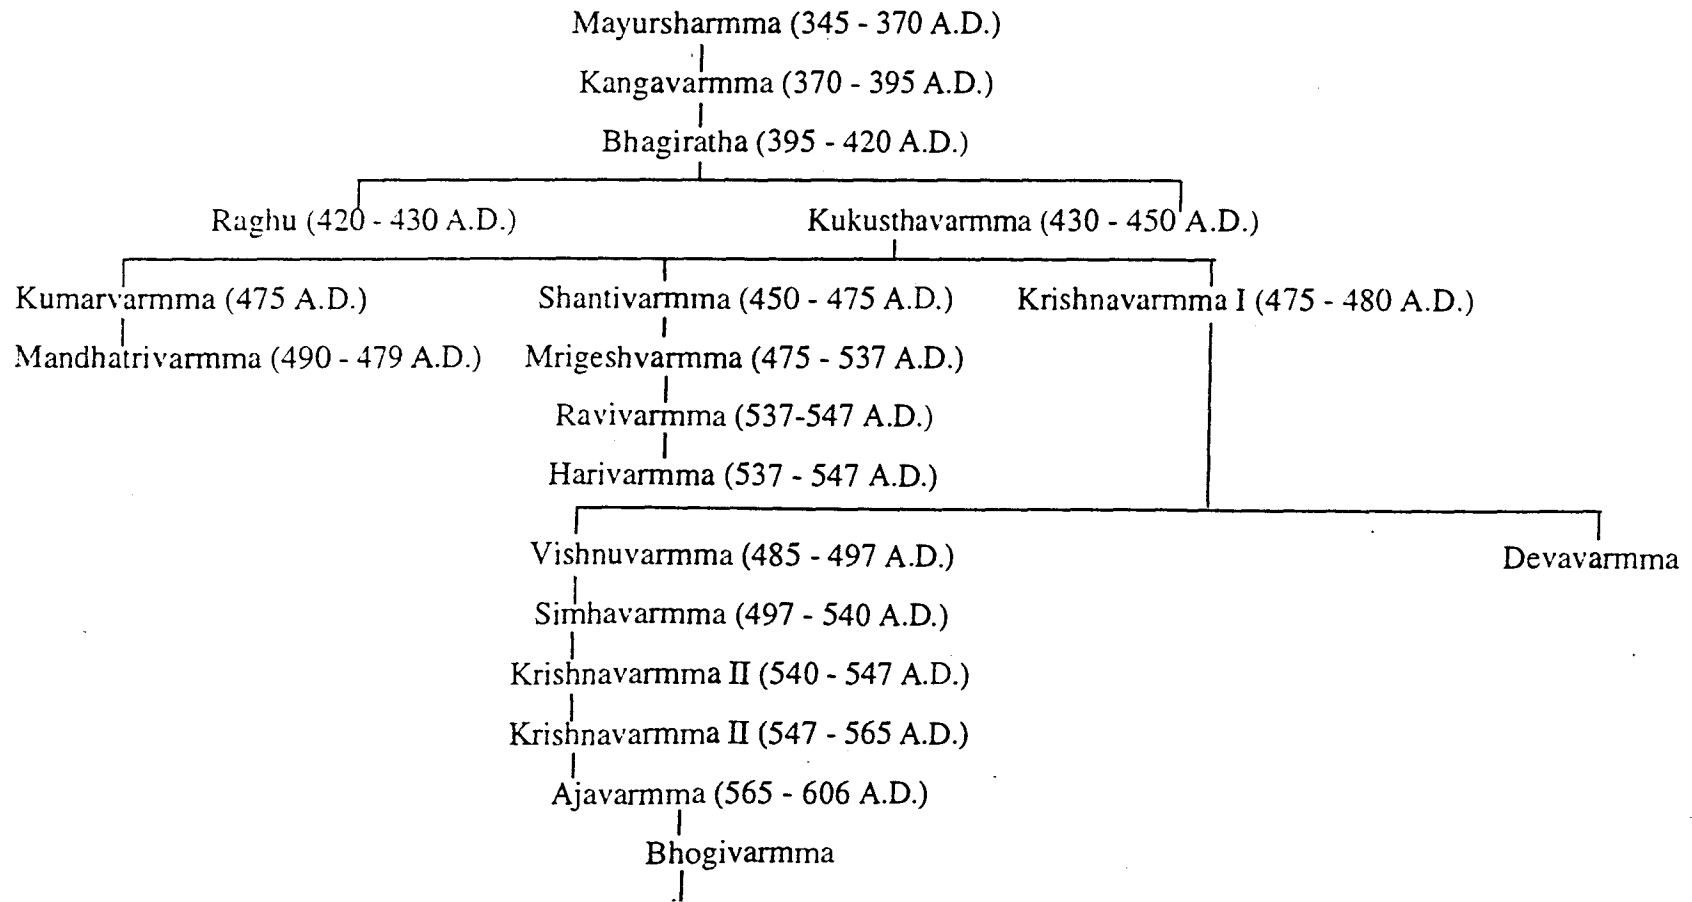 Mayursharmma (345 - 370 A.D.)
Kangavarmma (370 - 395 A.D.)
Bhagiratha (395 - 420 A.D.)
Raghu (420 - 430 A.D.) Kukusthavarmma (430 - 450 A.D.)
Kumarvarmma (475 A.D.) Shantivarmma (450 - 475 A.D.) Krishnavarmma I (475 - 480 A.D.)
Mandhatrivarmma (490 - 479 A.D.) Mrigeshvarmma (475 - 537 A.D.)
Ravivarmma (537-547 A.D.)
Harivarmma (537 - 547 A.D.)
Vishnuvarmma (485 - 497 A.D.) Devavarmma
Simhavarmma (497 - 540 A.D.)
Krishnavarmma II (540 - 547 A.D.)
Krishnavarmma II (547 - 565 A.D.)
Ajavarmma (565 - 606 A.D.)
Bhogivarmma